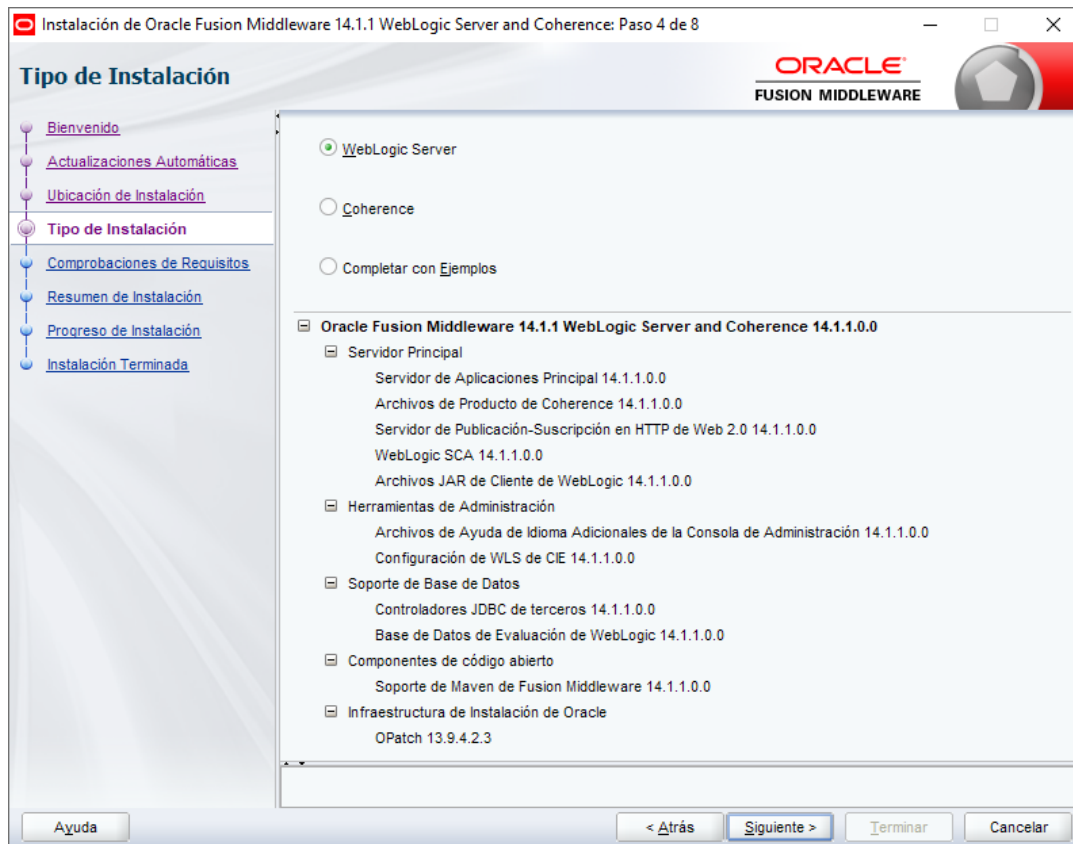 Instalación de Oracle Fusion Middleware 14.1.1 WebLogic Server and Coherence: Paso 4 de 8
Tipo de Instalación
ORACLE
FUSION MIDDLEWARE
Bienvenido
Actualizaciones Automáticas
Ubicación de Instalación
Tipo de Instalación
Comprobaciones de Requisitos
Resumen de Instalación
Progreso de Instalación
Instalación Terminada
WebLogic Server
Coherence
Completar con Ejemplos
Oracle Fusion Middleware 14.1.1 WebLogic Server and Coherence 14.1.1.0.0
Servidor Principal
Servidor de Aplicaciones Principal 14.1.1.0.0
Archivos de Producto de Coherence 14.1.1.0.0
Servidor de Publicación-Suscripción en HTTP de Web 2.0 14.1.1.0.0
WebLogic SCA 14.1.1.0.0
Archivos JAR de Cliente de WebLogic 14.1.1.0.0
Herramientas de Administración
Archivos de Ayuda de Idioma Adicionales de la Consola de Administración 14.1.1.0.0
Configuración de WLS de CIE 14.1.1.0.0
Soporte de Base de Datos
Controladores JDBC de terceros 14.1.1.0.0
Base de Datos de Evaluación de WebLogic 14.1.1.0.0
Componentes de código abierto
Soporte de Maven de Fusion Middleware 14.1.1.0.0
Infraestructura de Instalación de Oracle
OPatch 13.9.4.2.3
Ayuda
< Atrás
Siguiente >
Terminar
Cancelar